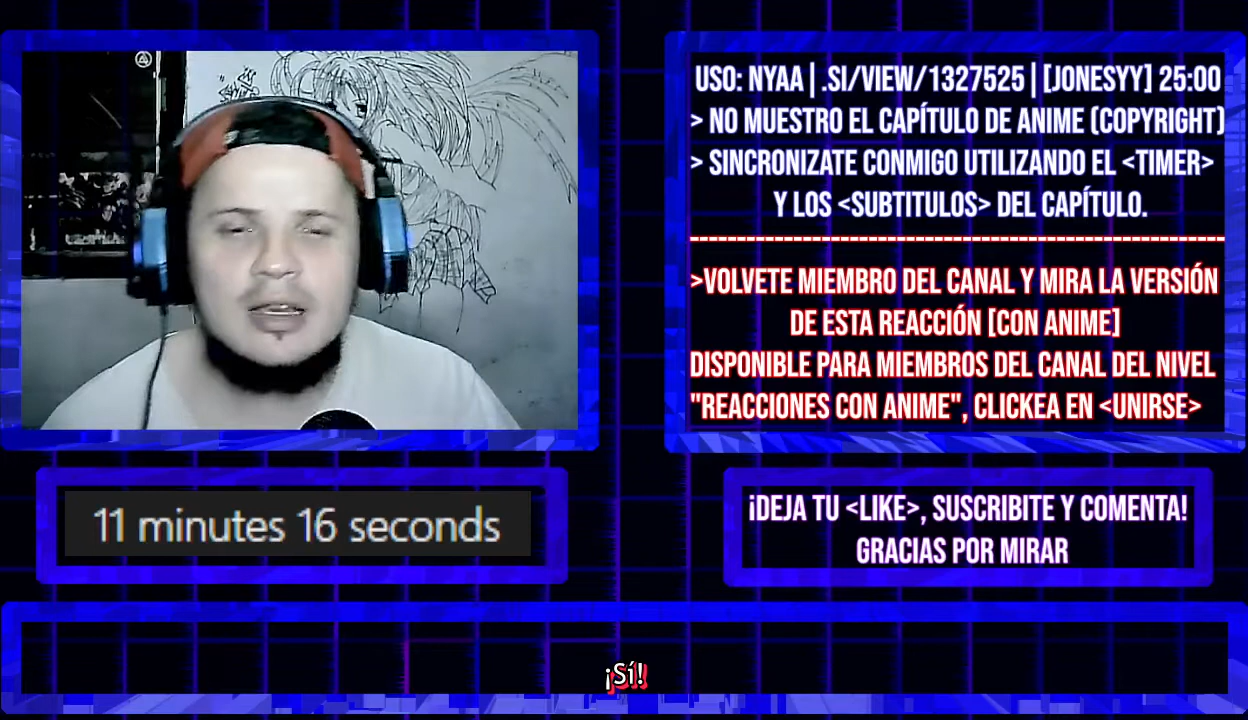 USO: NYAA | .SI/VIEW/1327525 | [JONESYY] 25:00
> NO MUESTRO EL CAPÍTULO DE ANIME (COPYRIGHT)
> SINCRONIZATE CONMIGO UTILIZANDO EL <TIMER>
Y LOS <SUBTITULOS> DEL CAPÍTULO.
>VOLVETE MIEMBRO DEL CANAL Y MIRA LA VERSIÓN
DE ESTA REACCIÓN [CON ANIME]
DISPONIBLE PARA MIEMBROS DEL CANAL DEL NIVEL
"REACCIONES CON ANIME", CLICKEA EN <UNIRSE>
11 minutes 16 seconds
¡DEJA TU <LIKE>, SUSCRIBITE Y COMENTA!
GRACIAS POR MIRAR
¡Sí!